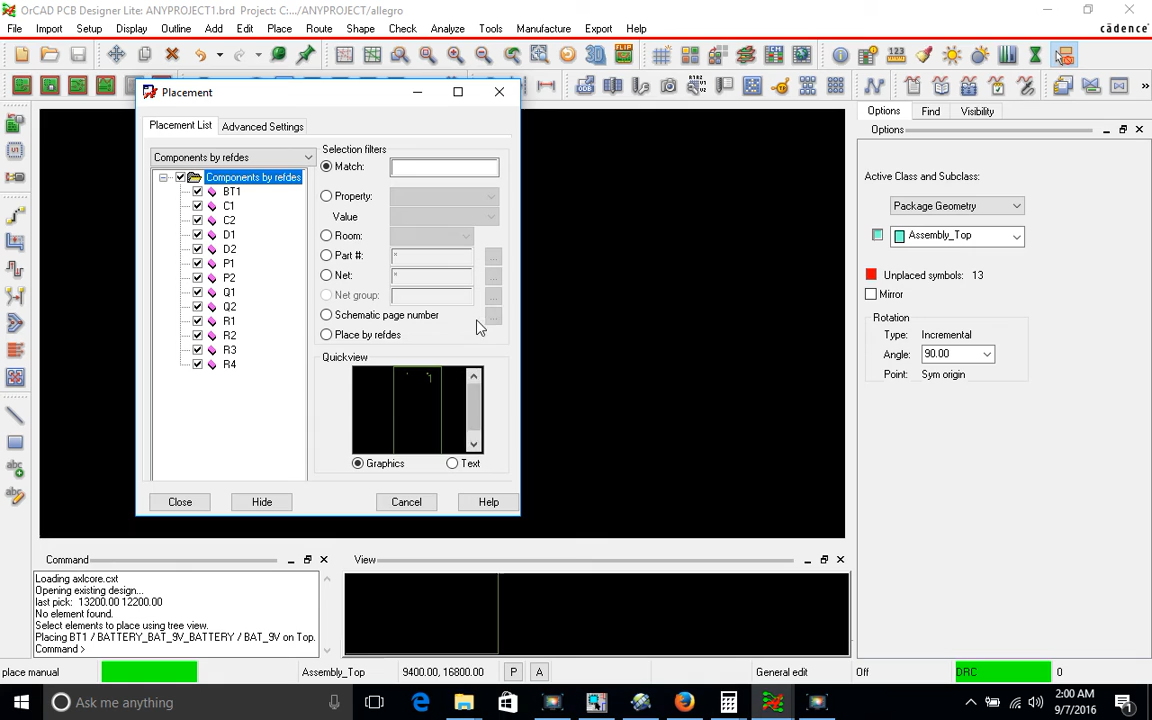 OrCAD PCB Designer Lite: ANYPROJECT1.brd Project: C:/.../ANYPROJECT/allegro
File Import Setup Display Outline Add Edit Place Route Shape Check Analyze Tools Manufacture Export Help
cādence
Placement
Placement List Advanced Settings
Components by refdes
Components by refdes
BT1
C1
C2
D1
D2
P1
P2
Q1
Q2
R1
R2
R3
R4
Selection filters
Match:
Property:
Value
Room:
Part #: *
Net: *
Net group:
Schematic page number
Place by refdes
Quickview
Graphics Text
Close Hide Cancel Help
Options Find Visibility
Options
Active Class and Subclass:
Package Geometry
Assembly_Top
Unplaced symbols: 13
Mirror
Rotation
Type: Incremental
Angle: 90.00
Point: Sym origin
Command
Loading axlcore.cxt
Opening existing design...
last pick: 13200.00 12200.00
No element found.
Select elements to place using tree view.
Placing BT1 / BATTERY_BAT_9V_BATTERY / BAT_9V on Top.
Command >
View
place manual Assembly_Top 9400.00, 16800.00 P A General edit Off DRC 0
Ask me anything
2:00 AM
9/7/2016